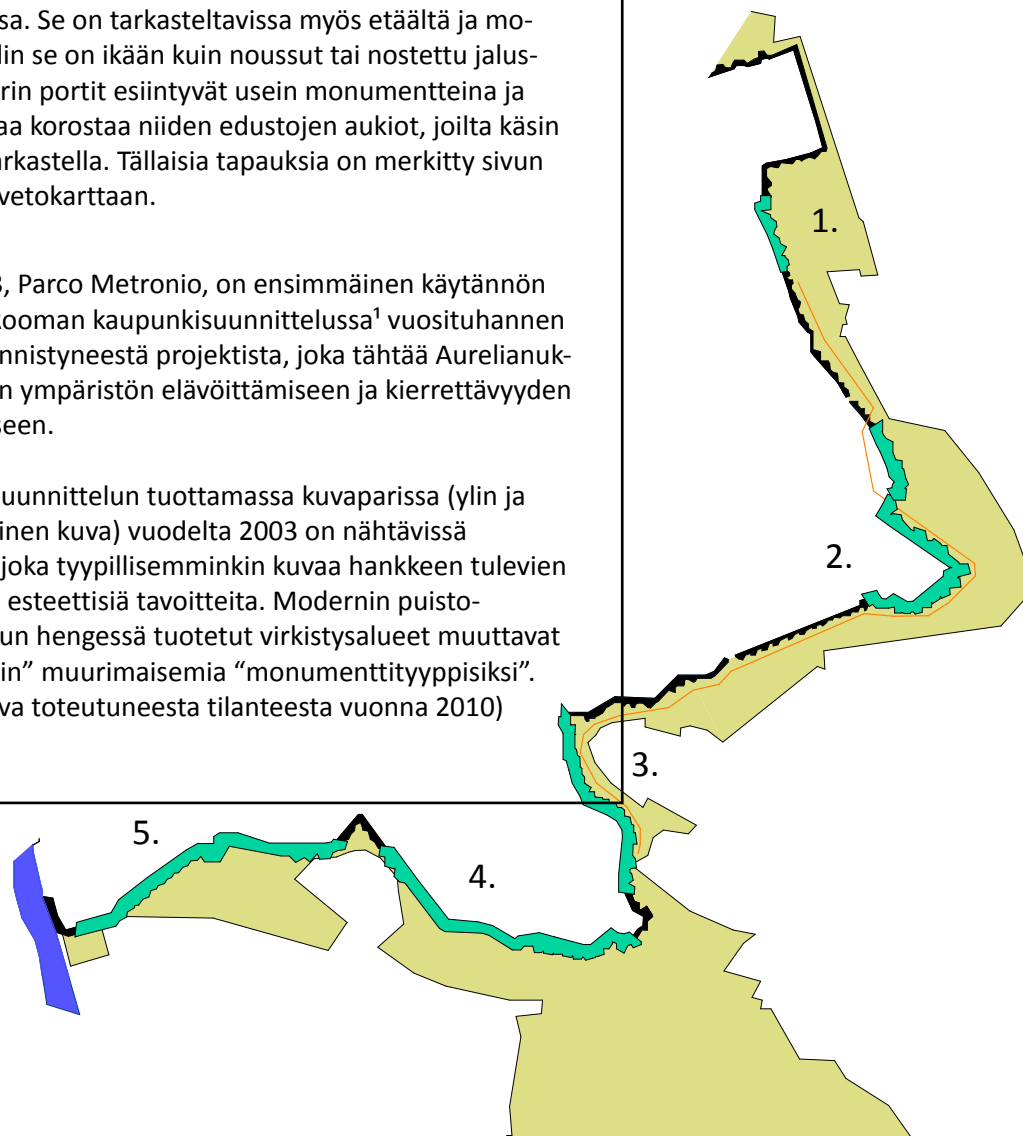 sa. Se on tarkasteltavissa myös etäältä ja mo-
lin se on ikään kuin noussut tai nostettu jalus-
rin portit esiintyvät usein monumentteina ja
aa korostaa niiden edustojen aukiot, joilta käsin
arkastella. Tällaisia tapauksia on merkitty sivun
vetokarttaan.
3, Parco Metronio, on ensimmäinen käytännön
Rooman kaupunkisuunnittelussa¹ vuosituhannen
nnistyneestä projektista, joka tähtää Aurelianuk-
n ympäristön elävöittämiseen ja kierrettävyyden
seen.
suunnittelun tuottamassa kuvaparissa (ylin ja
inen kuva) vuodelta 2003 on nähtävissä
joka tyypillisemminkin kuvaa hankkeen tulevien
esteettisiä tavoitteita. Modernin puisto-
un hengessä tuotetut virkistysalueet muuttavat
in” muurimaisemia “monumenttityyppisiksi”.
va toteutuneesta tilanteesta vuonna 2010)
1.
2.
3.
4.
5.